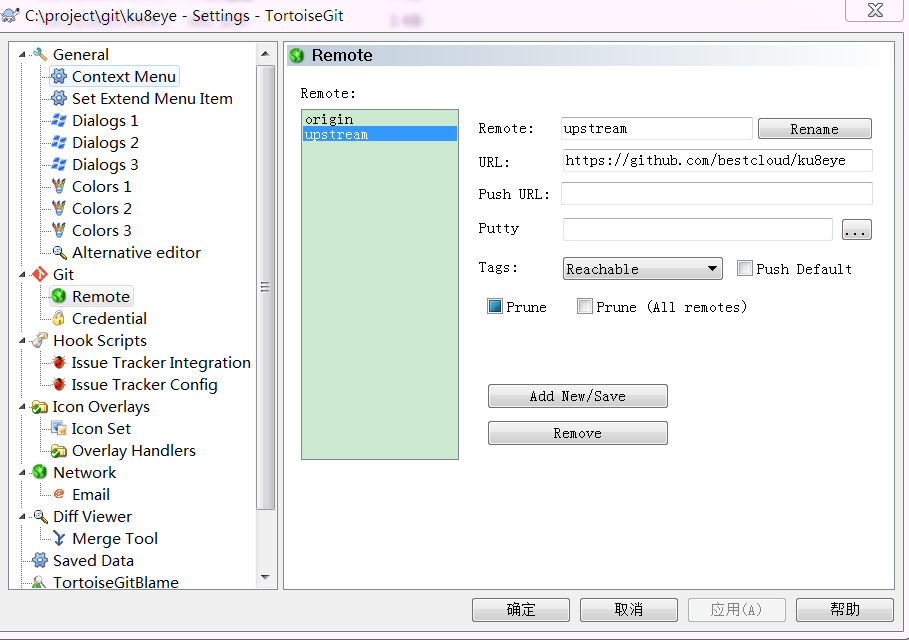 C:\project\git\ku8eye - Settings - TortoiseGit
General
Context Menu
Set Extend Menu Item
Dialogs 1
Dialogs 2
Dialogs 3
Colors 1
Colors 2
Colors 3
Alternative editor
Git
Remote
Credential
Hook Scripts
Issue Tracker Integration
Issue Tracker Config
Icon Overlays
Icon Set
Overlay Handlers
Network
Email
Diff Viewer
Merge Tool
Saved Data
TortoiseGitBlame
Remote
Remote:
origin
upstream
Remote: upstream Rename
URL: https://github.com/bestcloud/ku8eye
Push URL:
Putty ...
Tags: Reachable Push Default
Prune Prune (All remotes)
Add New/Save
Remove
确定 取消 应用(A) 帮助